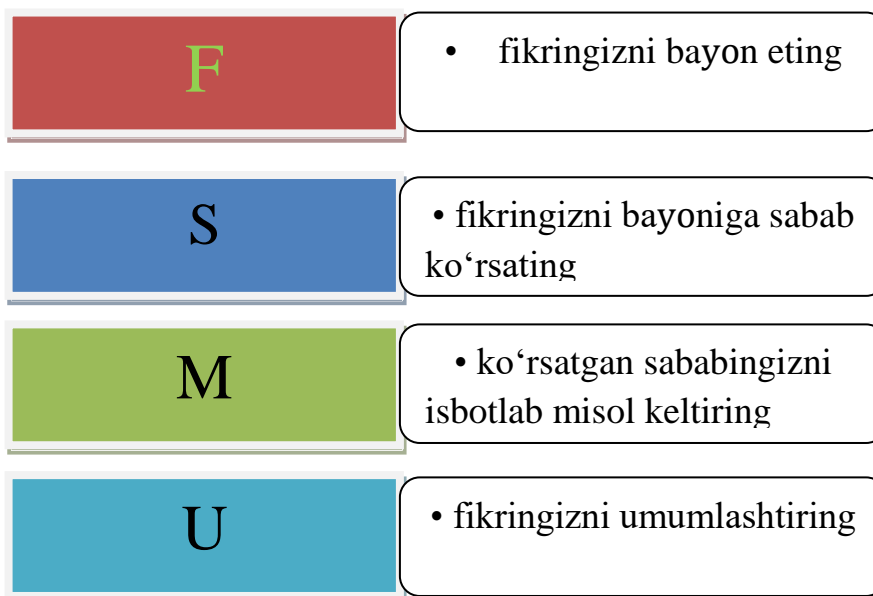 F
• fikringizni bayon eting
S
• fikringizni bayoniga sabab
ko‘rsating
M
• ko‘rsatgan sababingizni
isbotlab misol keltiring
U
• fikringizni umumlashtiring